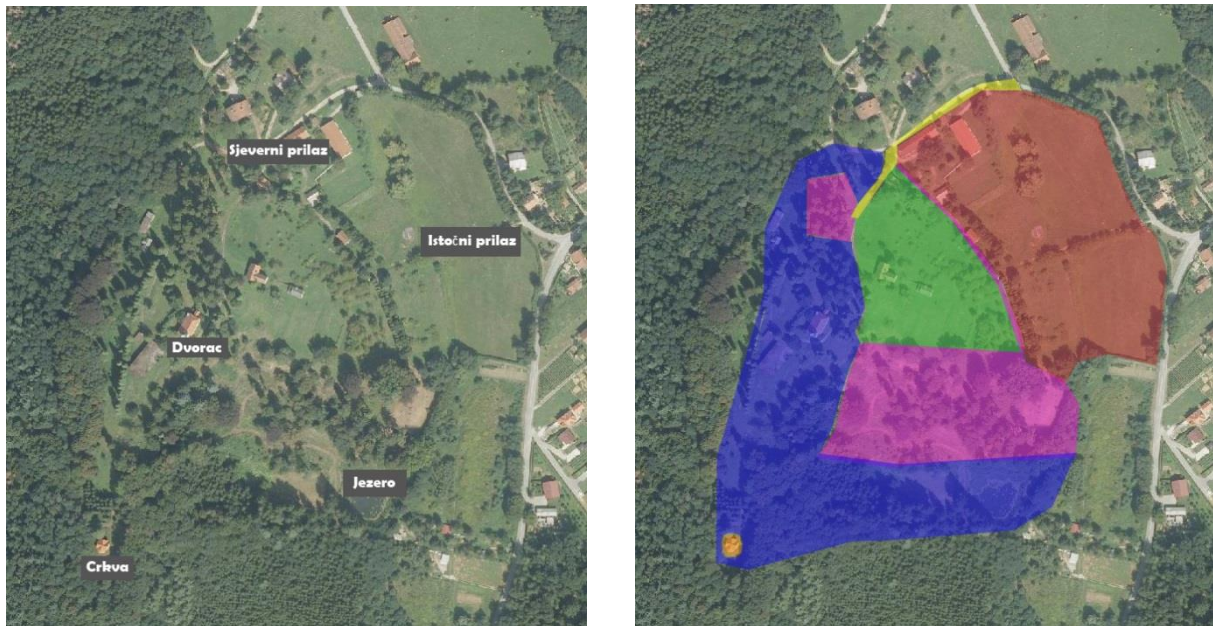 Sjeverni prilaz
Istočni prilaz
Dvorac
Jezero
Crkva